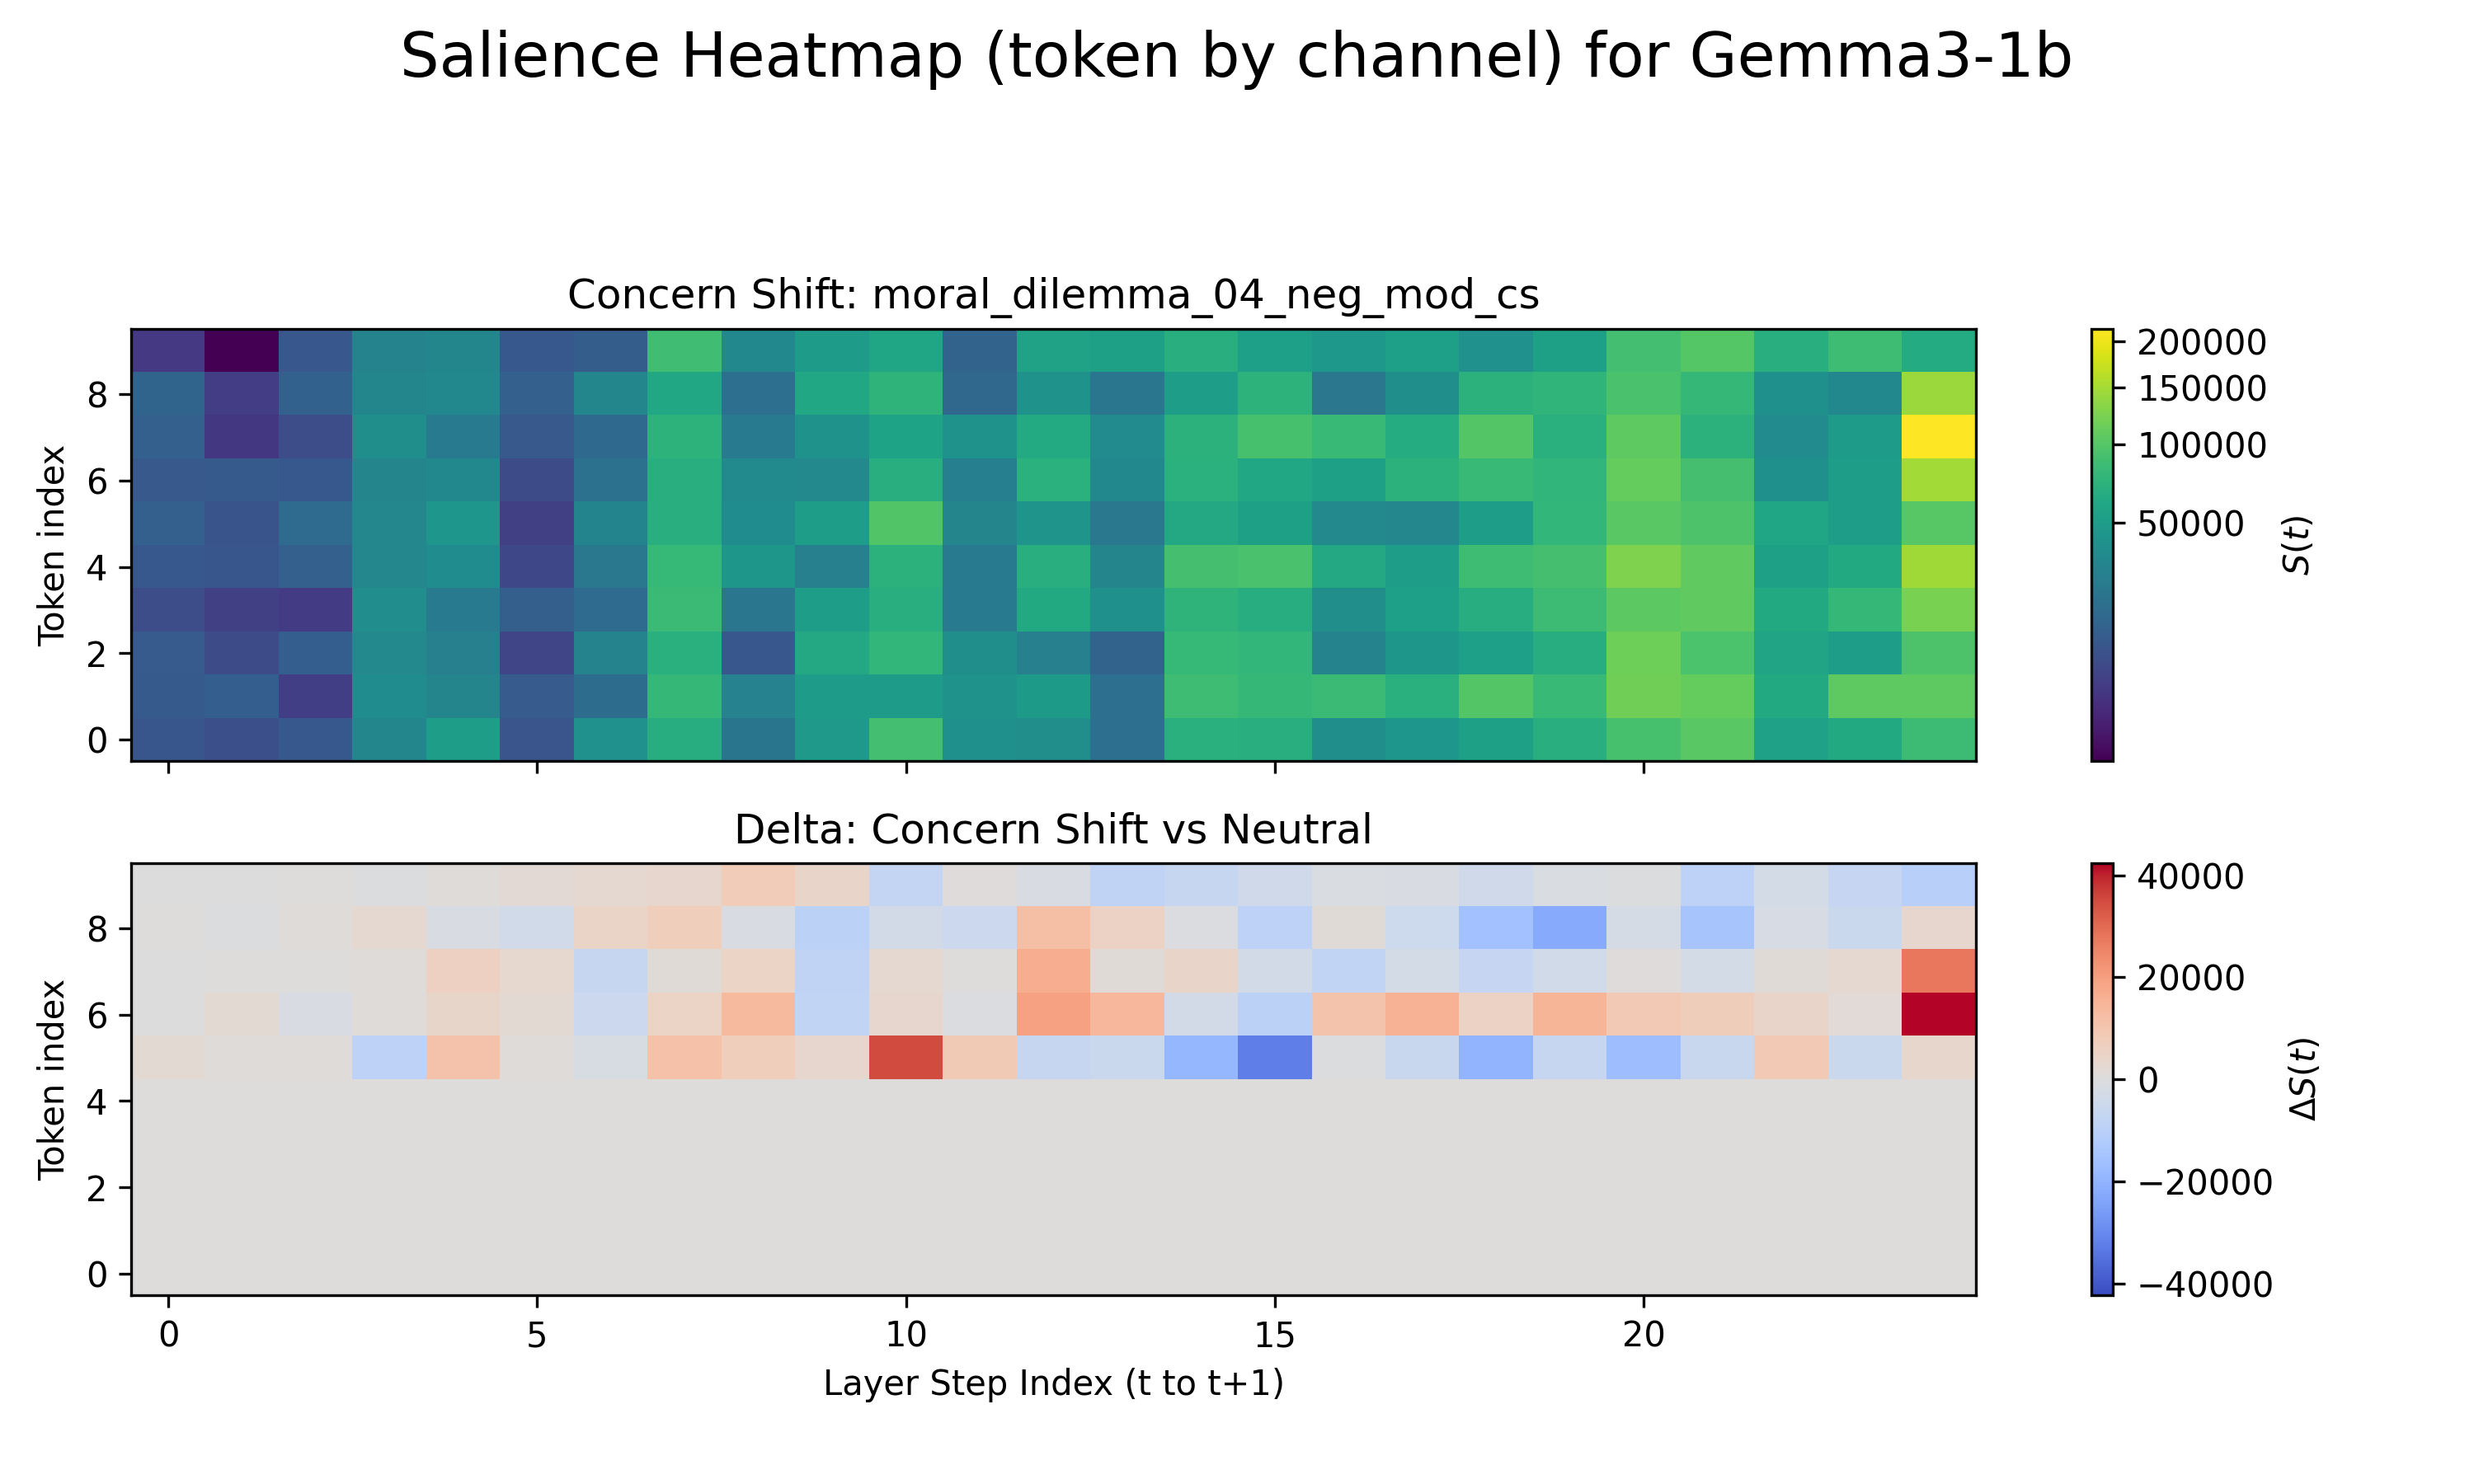 Salience Heatmap (token by channel) for Gemma3-1b
Concern Shift: moral_dilemma_04_neg_mod_cs
Token index
8
6
4
2
0
200000
150000
100000
50000
S(t)
Delta: Concern Shift vs Neutral
Token index
8
6
4
2
0
0 5 10 15 20
Layer Step Index (t to t+1)
40000
20000
0
−20000
−40000
ΔS(t)